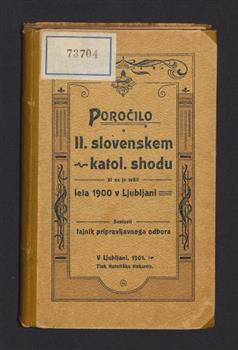 73704
POROČILO
O
II. slovenskem
katol. shodu
ki se je vršil
leta 1900 v Ljubljani
Sestavil
tajnik pripravljavnega odbora
V Ljubljani, 1901.
Tisk Katoliške Tiskarne.